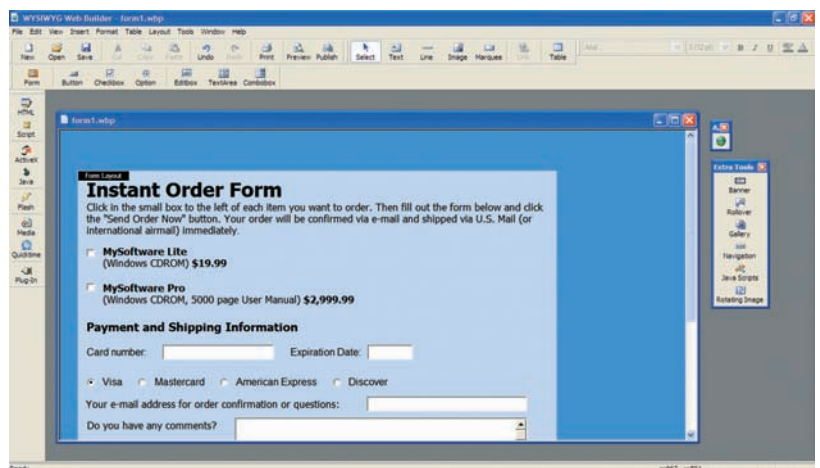 WYSIWYG Web Builder - form1.wbp
File Edit View Insert Format Table Layout Tools Window Help
New Open Save Cut Copy Paste Undo Redo Print Preview Publish Select Text Line Image Marquee Link Table
Form Button Checkbox Option Editbox TextArea Combobox
HTML
Script
ActiveX
Java
Flash
Media
Quicktime
Plug-In
form1.wbp
Form Layout
Instant Order Form
Click in the small box to the left of each item you want to order. Then fill out the form below and click
the "Send Order Now" button. Your order will be confirmed via e-mail and shipped via U.S. Mail (or
international airmail) immediately.
MySoftware Lite
(Windows CDROM) $19.99
MySoftware Pro
(Windows CDROM, 5000 page User Manual) $2,999.99
Payment and Shipping Information
Card number: Expiration Date:
Visa Mastercard American Express Discover
Your e-mail address for order confirmation or questions:
Do you have any comments?
Extra Tools
Banner
Rollover
Gallery
Navigation
Java Scripts
Rotating Image